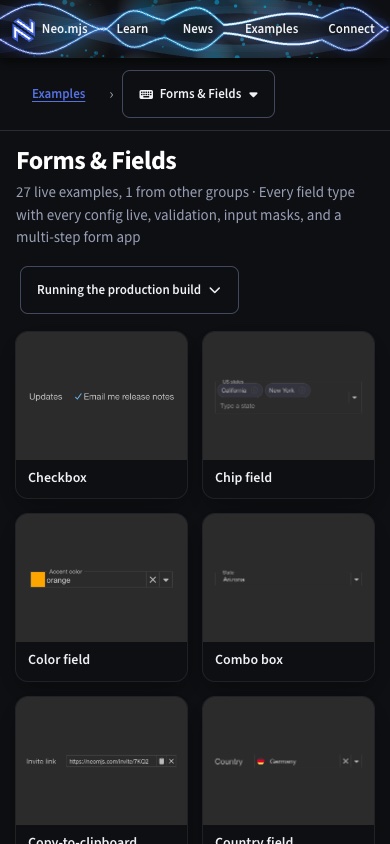 Neo.mjs Learn News Examples Connect
Examples › Forms & Fields
Forms & Fields
27 live examples, 1 from other groups · Every field type
with every config live, validation, input masks, and a
multi-step form app
Running the production build
Updates Email me release notes
US states
California New York
Type a state
Checkbox Chip field
Accent color
orange
State
Arizona
Color field Combo box
Invite link https://neomjs.com/invite/7KQ2
Country Germany
Copy-to-clipboard Country field